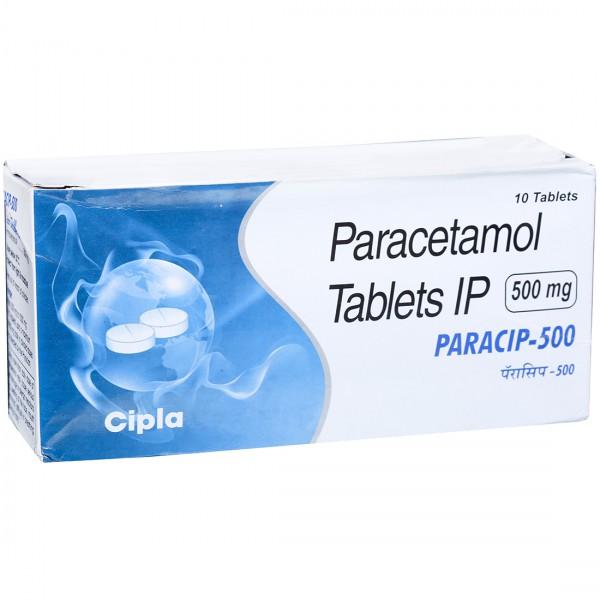 10 Tablets
Paracetamol
Tablets IP 500 mg
PARACIP-500
पॅरासिप -500
Cipla